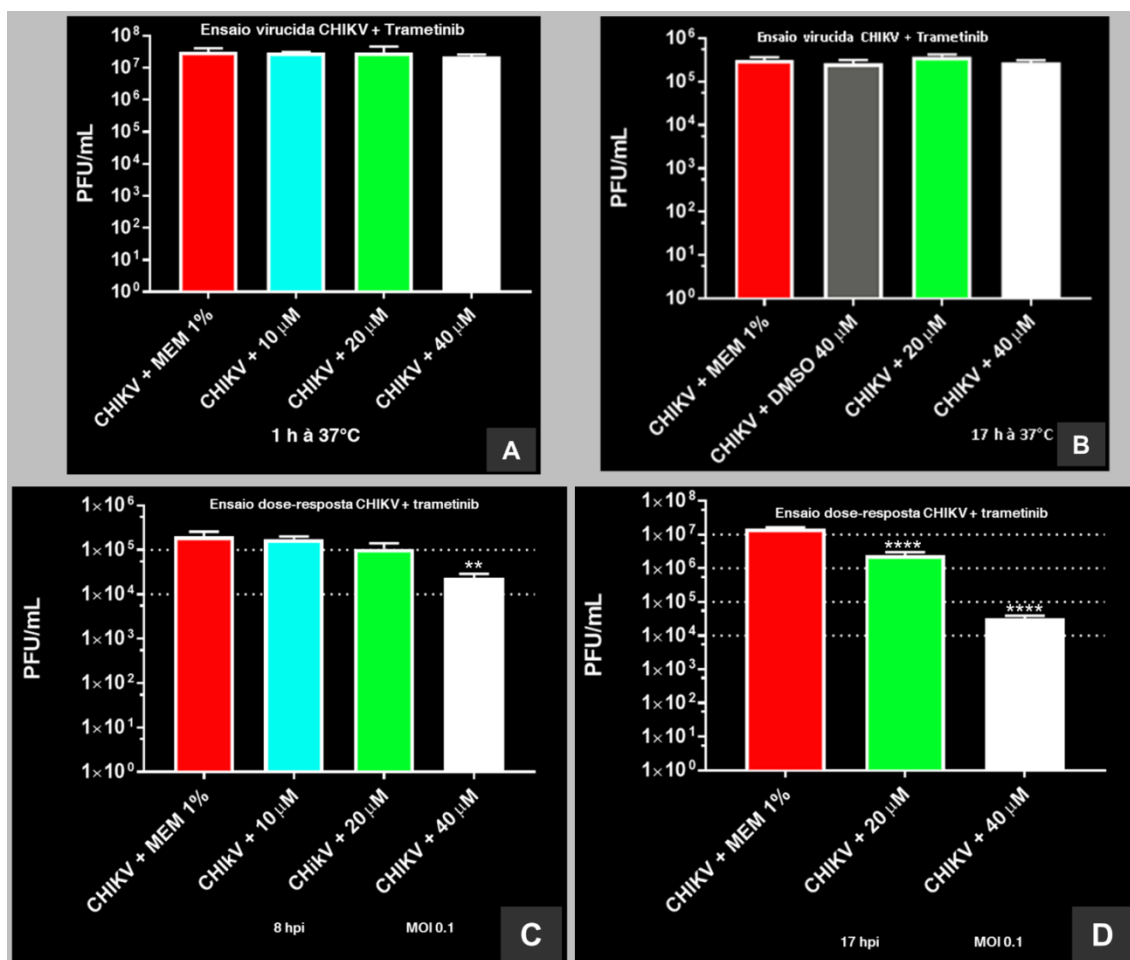 Ensaio virucida CHIKV + Trametinib
PFU/mL
10⁸
10⁷
10⁶
10⁵
10⁴
10³
10²
10¹
10⁰
CHIKV + MEM 1%
CHIKV + 10 µM
CHIKV + 20 µM
CHIKV + 40 µM
1 h à 37°C
A
Ensaio virucida CHIKV + Trametinib
PFU/mL
10⁶
10⁵
10⁴
10³
10²
10¹
10⁰
CHIKV + MEM 1%
CHIKV + DMSO 40 µM
CHIKV + 20 µM
CHIKV + 40 µM
17 h à 37°C
B
Ensaio dose-resposta CHIKV + trametinib
PFU/mL
1×10⁶
1×10⁵
1×10⁴
1×10³
1×10²
1×10¹
1×10⁰
**
CHIKV + MEM 1%
CHIKV + 10 µM
CHiKV + 20 µM
CHIKV + 40 µM
8 hpi MOI 0.1
C
Ensaio dose-resposta CHIKV + trametinib
PFU/mL
1×10⁸
1×10⁷
1×10⁶
1×10⁵
1×10⁴
1×10³
1×10²
1×10¹
1×10⁰
****
****
CHIKV + MEM 1%
CHIKV + 20 µM
CHIKV + 40 µM
17 hpi MOI 0.1
D